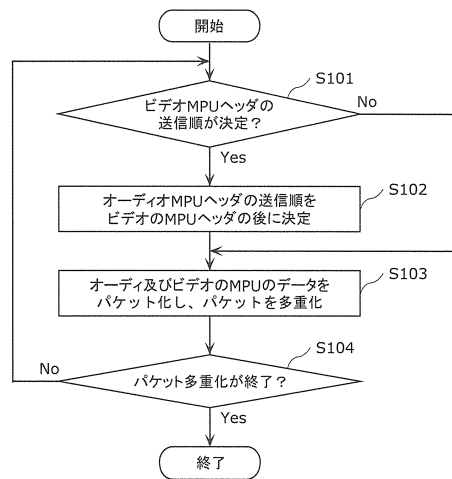 開始
S101
ビデオMPUヘッダの
送信順が決定？
No
Yes
S102
オーディオMPUヘッダの送信順を
ビデオのMPUヘッダの後に決定
S103
オーディ及びビデオのMPUのデータを
パケット化し、パケットを多重化
S104
No
パケット多重化が終了？
Yes
終了